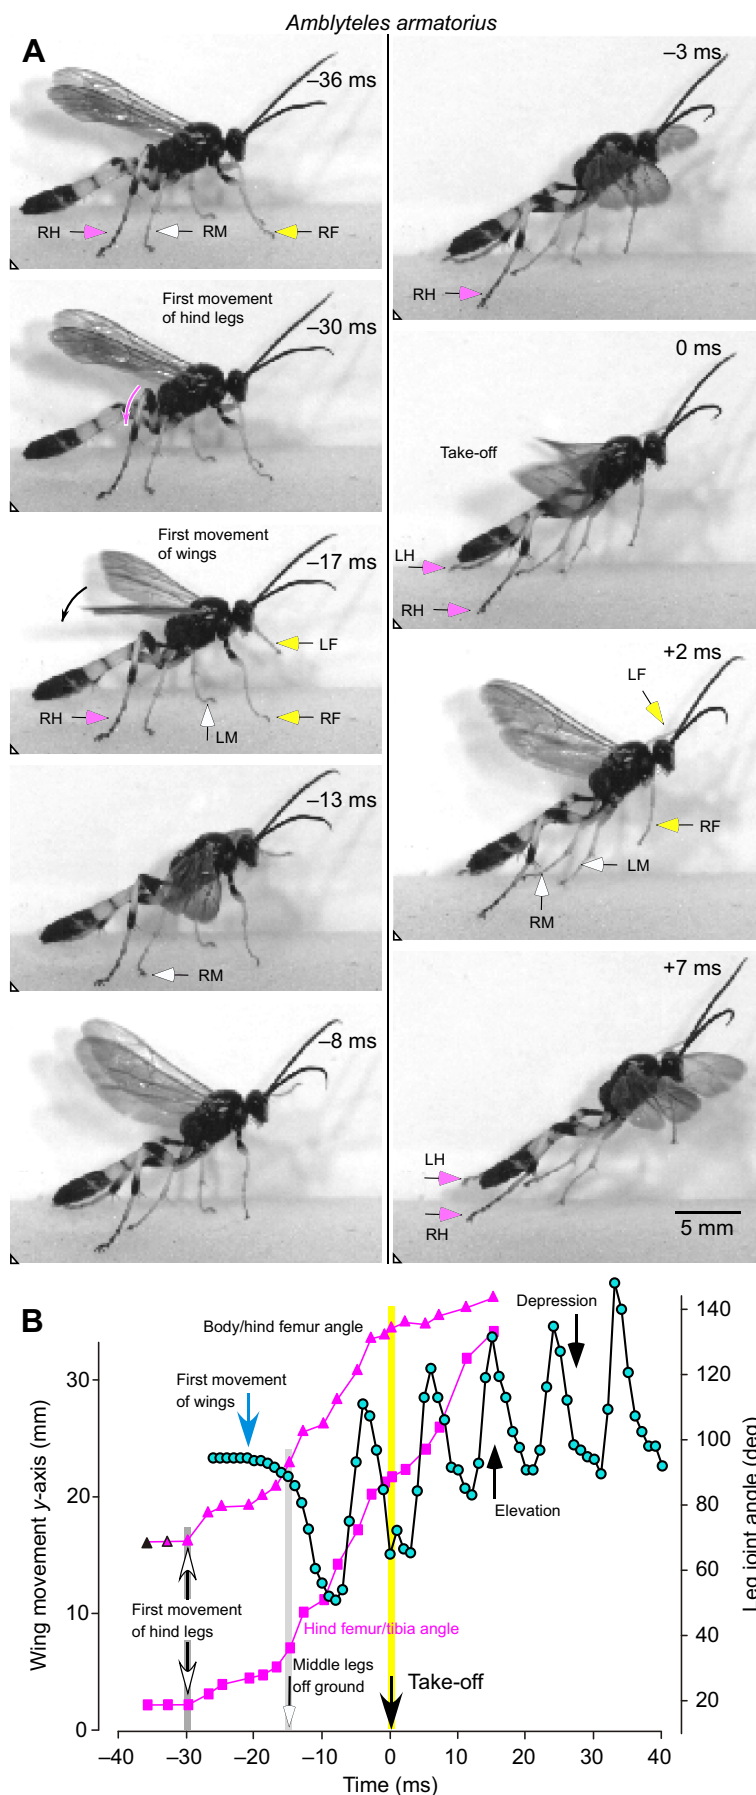 Amblyteles armatorius
A
–36 ms
RH
RM
RF
First movement
of hind legs
–30 ms
First movement
of wings
–17 ms
LF
RH
RF
LM
–13 ms
RM
–8 ms
–3 ms
RH
0 ms
Take-off
LH
RH
+2 ms
LF
RF
LM
RM
+7 ms
LH
RH
5 mm
B
Body/hind femur angle
Depression
First movement
of wings
Elevation
First movement
of hind legs
Hind femur/tibia angle
Middle legs
off ground
Take-off
Wing movement y-axis (mm)
30
20
10
0
Leg joint angle (deg)
140
120
100
80
60
40
20
–40
–30
–20
–10
0
10
20
30
40
Time (ms)